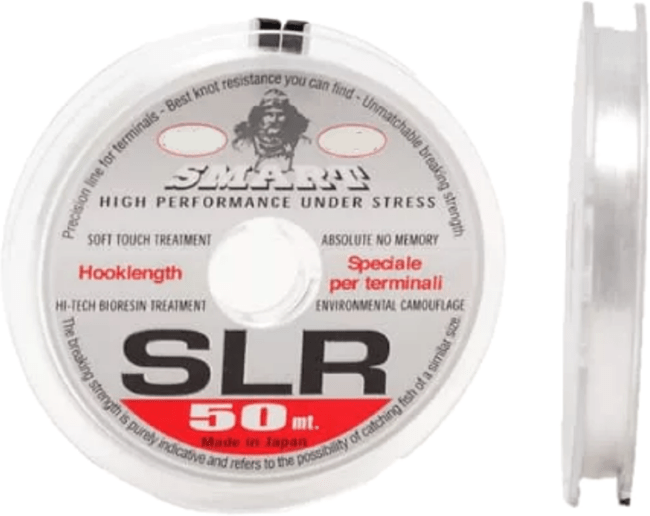 Precision line for terminals - Best knot resistance you can find - Unmatchable breaking strength
SMART
HIGH PERFORMANCE UNDER STRESS
SOFT TOUCH TREATMENT
ABSOLUTE NO MEMORY
Hooklength
Speciale
per terminali
HI-TECH BIORESIN TREATMENT
ENVIRONMENTAL CAMOUFLAGE
SLR
50 mt.
Made in Japan
The breaking strength is purely indicative and refers to the possibility of catching fish of a similar size.